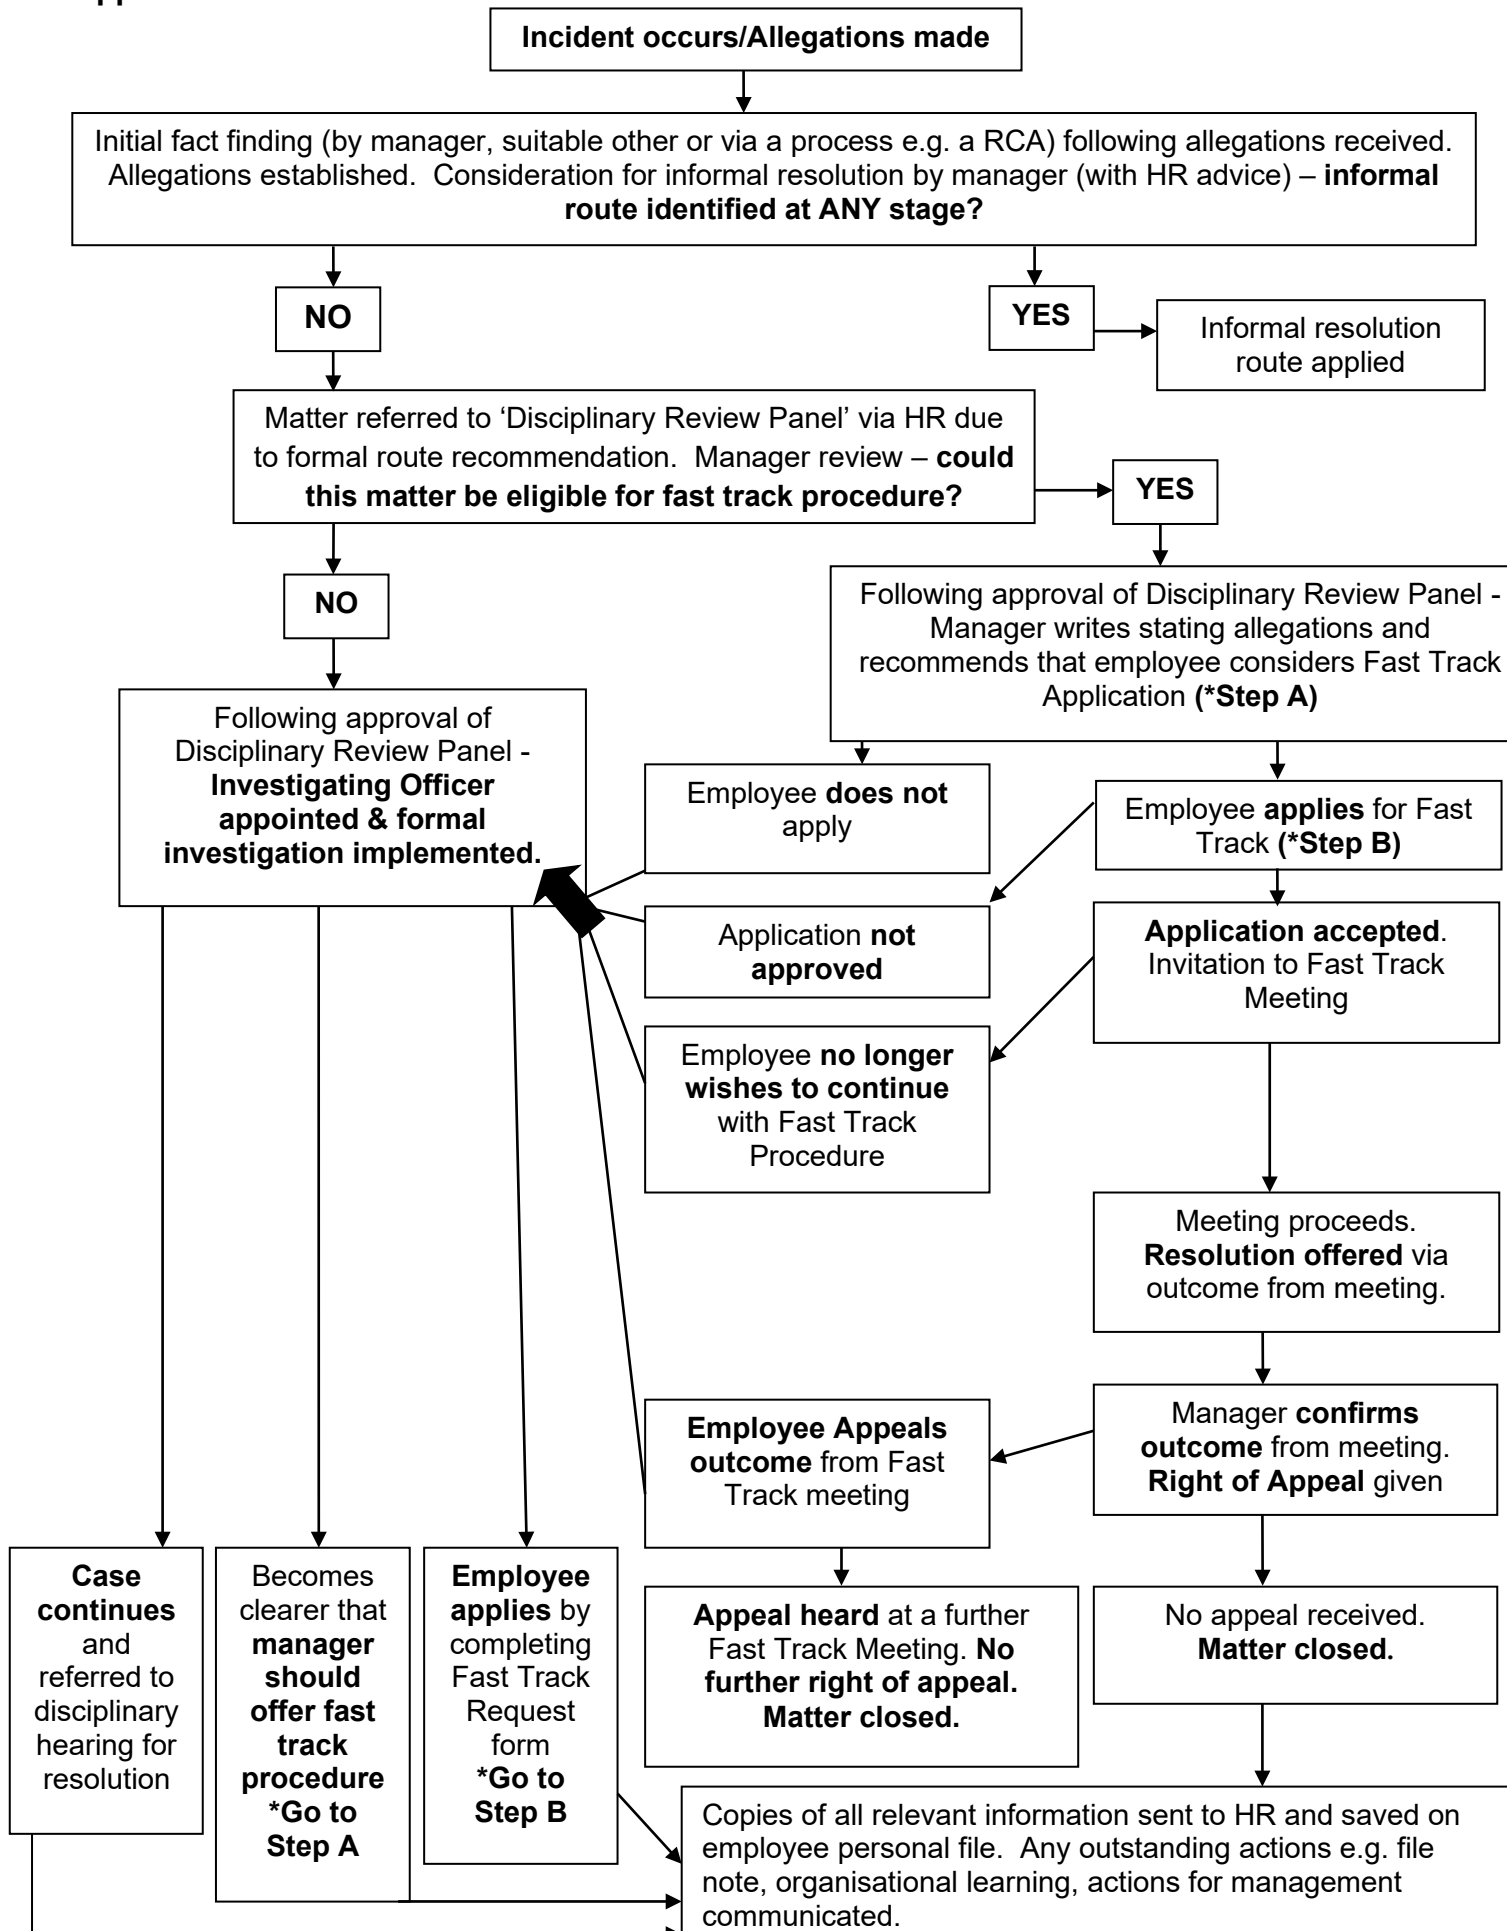 Incident occurs/Allegations made
Initial fact finding (by manager, suitable other or via a process e.g. a RCA) following allegations received.
Allegations established.  Consideration for informal resolution by manager (with HR advice) – informal
route identified at ANY stage?
NO
YES
Informal resolution
route applied
Matter referred to ‘Disciplinary Review Panel’ via HR due
to formal route recommendation.  Manager review – could
this matter be eligible for fast track procedure?
YES
NO
Following approval of Disciplinary Review Panel -
Manager writes stating allegations and
recommends that employee considers Fast Track
Application (*Step A)
Following approval of
Disciplinary Review Panel -
Investigating Officer
appointed & formal
investigation implemented.
Employee does not
apply
Employee applies for Fast
Track (*Step B)
Application not
approved
Application accepted.
Invitation to Fast Track
Meeting
Employee no longer
wishes to continue
with Fast Track
Procedure
Meeting proceeds.
Resolution offered via
outcome from meeting.
Employee Appeals
outcome from Fast
Track meeting
Manager confirms
outcome from meeting.
Right of Appeal given
Case
continues
and
referred to
disciplinary
hearing for
resolution
Becomes
clearer that
manager
should
offer fast
track
procedure
*Go to
Step A
Employee
applies by
completing
Fast Track
Request
form
*Go to
Step B
Appeal heard at a further
Fast Track Meeting. No
further right of appeal.
Matter closed.
No appeal received.
Matter closed.
Copies of all relevant information sent to HR and saved on
employee personal file.  Any outstanding actions e.g. file
note, organisational learning, actions for management
communicated.